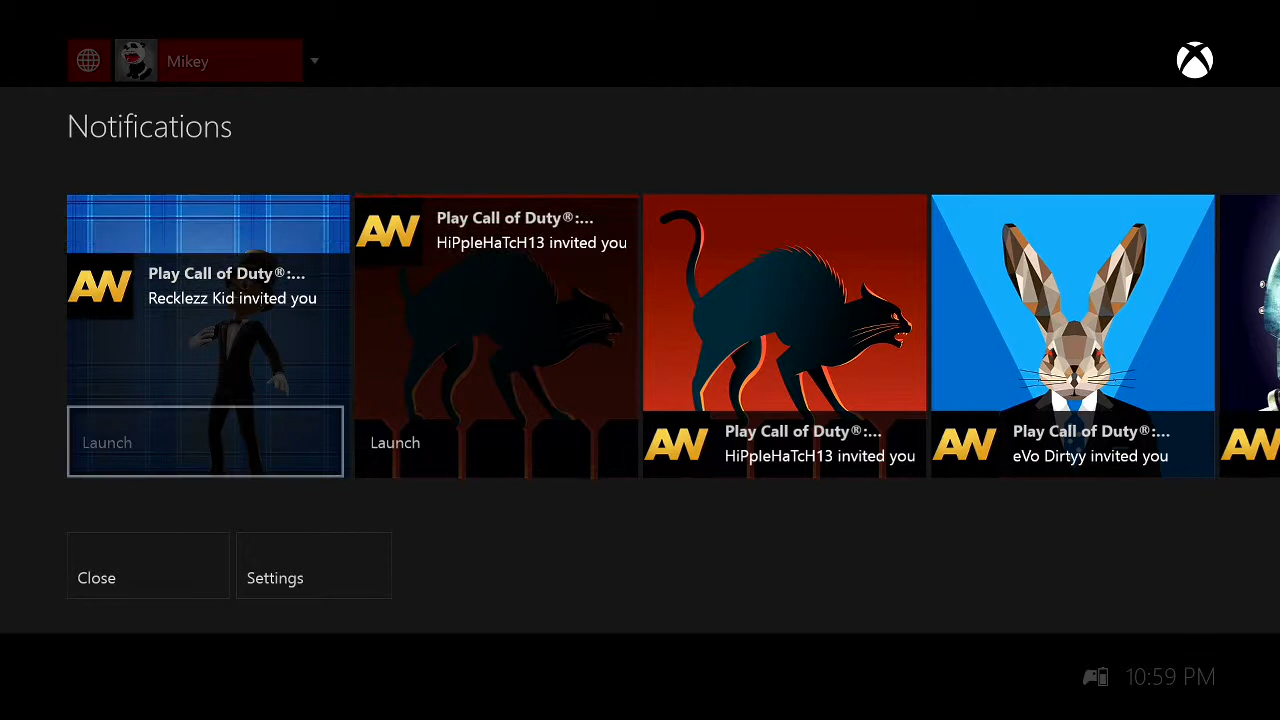 Mikey
Notifications
AW
Play Call of Duty®:...
Recklezz Kid invited you
Launch
AW
Play Call of Duty®:...
HiPpleHaTcH13 invited you
Launch
AW
Play Call of Duty®:...
HiPpleHaTcH13 invited you
AW
Play Call of Duty®:...
eVo Dirtyy invited you
AW
Close
Settings
10:59 PM